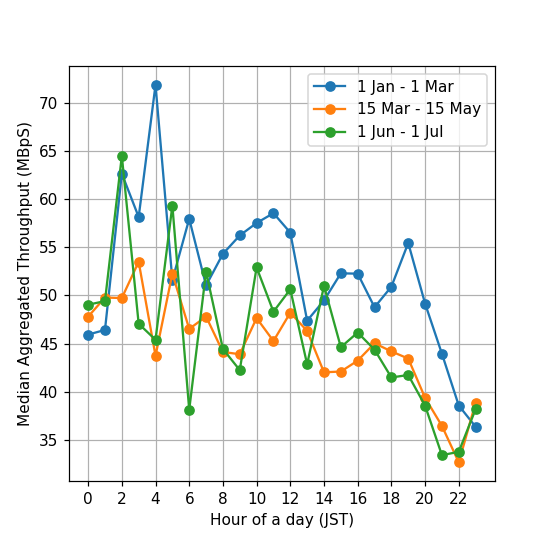 1 Jan - 1 Mar
15 Mar - 15 May
1 Jun - 1 Jul
Median Aggregated Throughput (MBpS)
70
65
60
55
50
45
40
35
0 2 4 6 8 10 12 14 16 18 20 22
Hour of a day (JST)